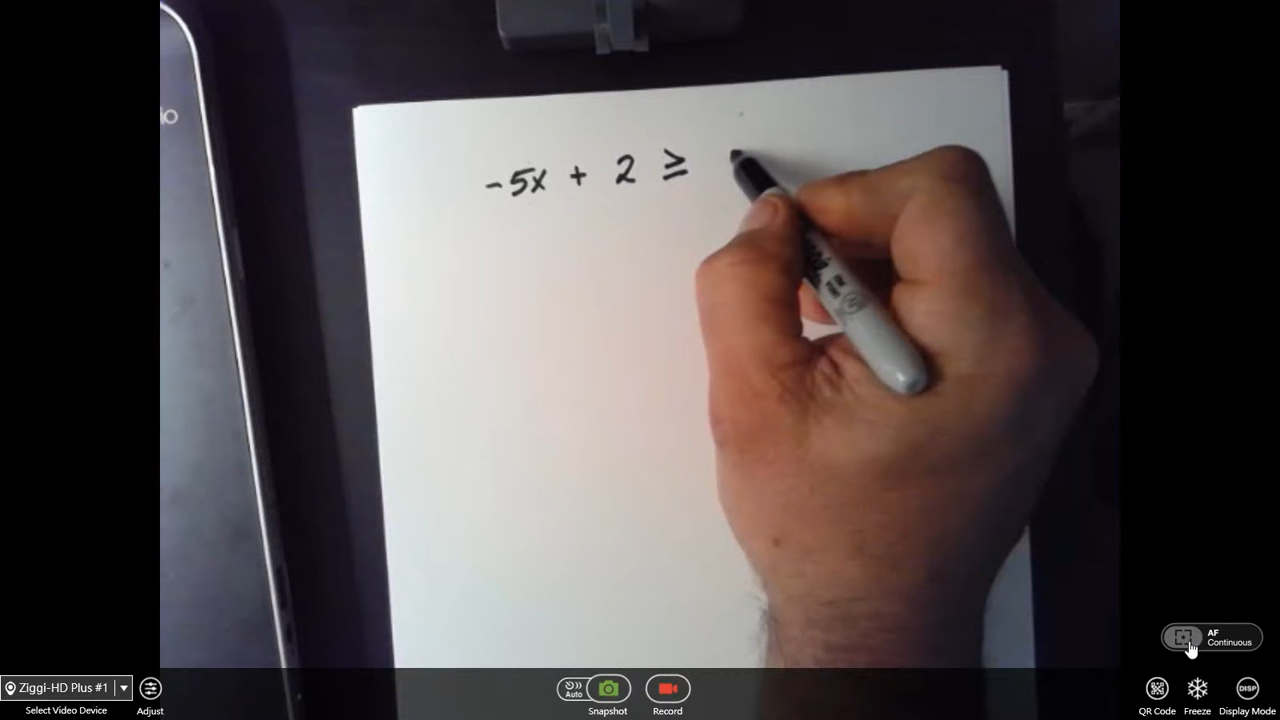 -5x + 2 ≥
AF
Continuous
Ziggi-HD Plus #1
Select Video Device
Adjust
Auto
Snapshot
Record
QR Code
Freeze
DISP
Display Mode